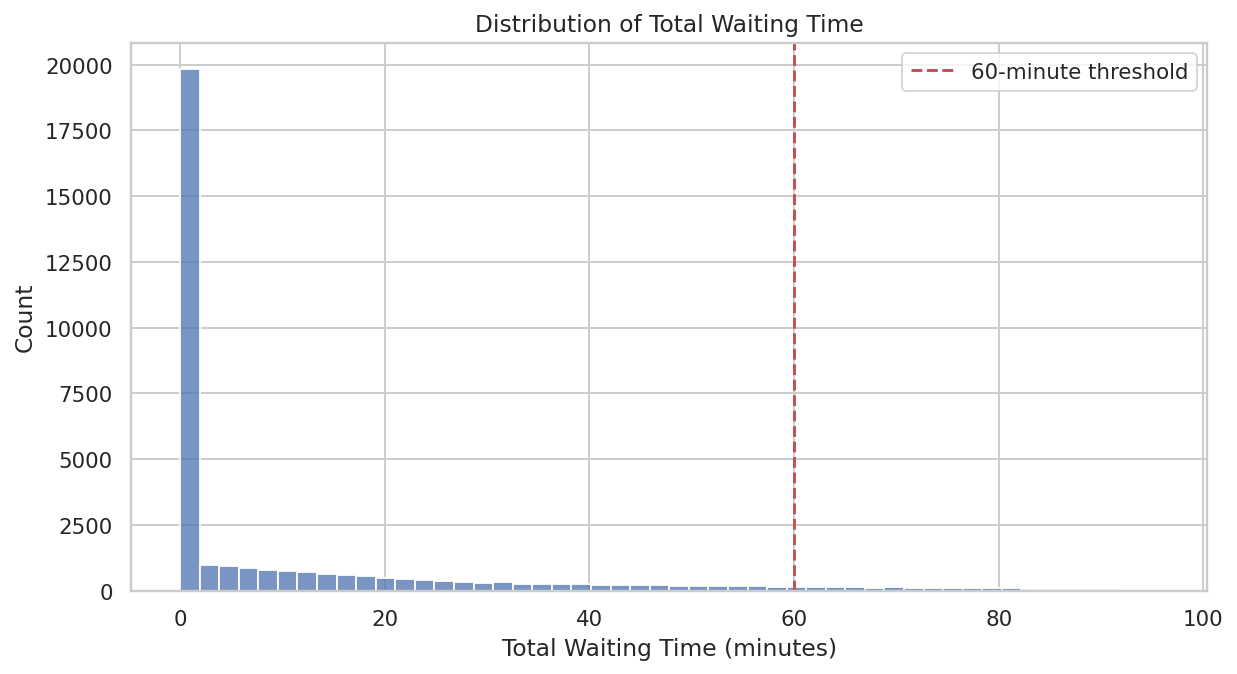 Distribution of Total Waiting Time
60-minute threshold
20000
17500
15000
12500
10000
7500
5000
2500
0
Count
0 20 40 60 80 100
Total Waiting Time (minutes)